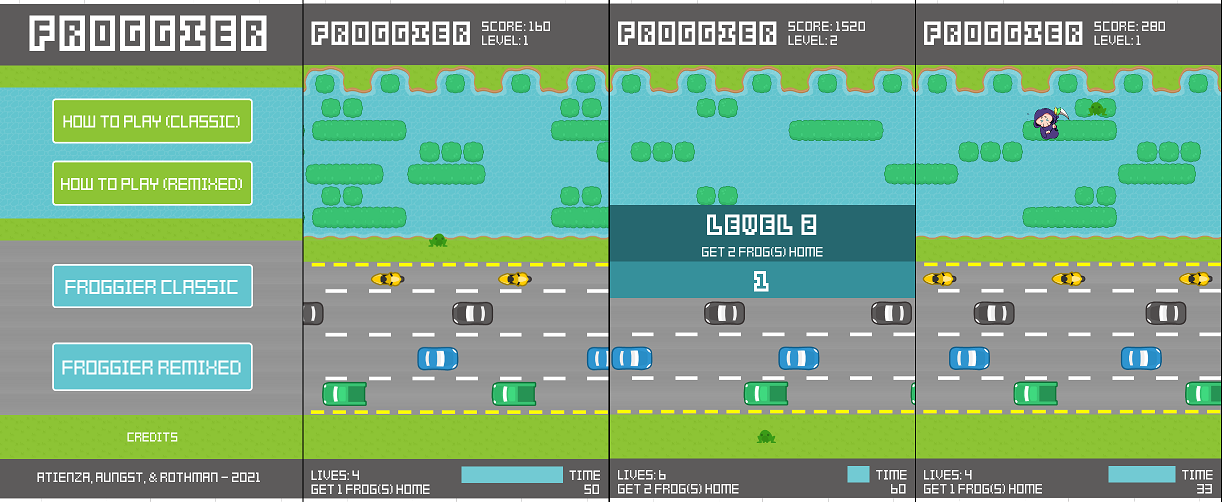 FROGGIER
HOW TO PLAY (CLASSIC)
HOW TO PLAY (REMIXED)
FROGGIER CLASSIC
FROGGIER REMIXED
CREDITS
ATIENZA, AUNGST, & ROTHMAN - 2021
FROGGIER
SCORE: 160
LEVEL: 1
LIVES: 4
GET 1 FROG(S) HOME
TIME
50
FROGGIER
SCORE: 1520
LEVEL: 2
LEVEL 2
GET 2 FROG(S) HOME
1
LIVES: 6
GET 2 FROG(S) HOME
TIME
60
FROGGIER
SCORE: 280
LEVEL: 1
LIVES: 4
GET 1 FROG(S) HOME
TIME
33